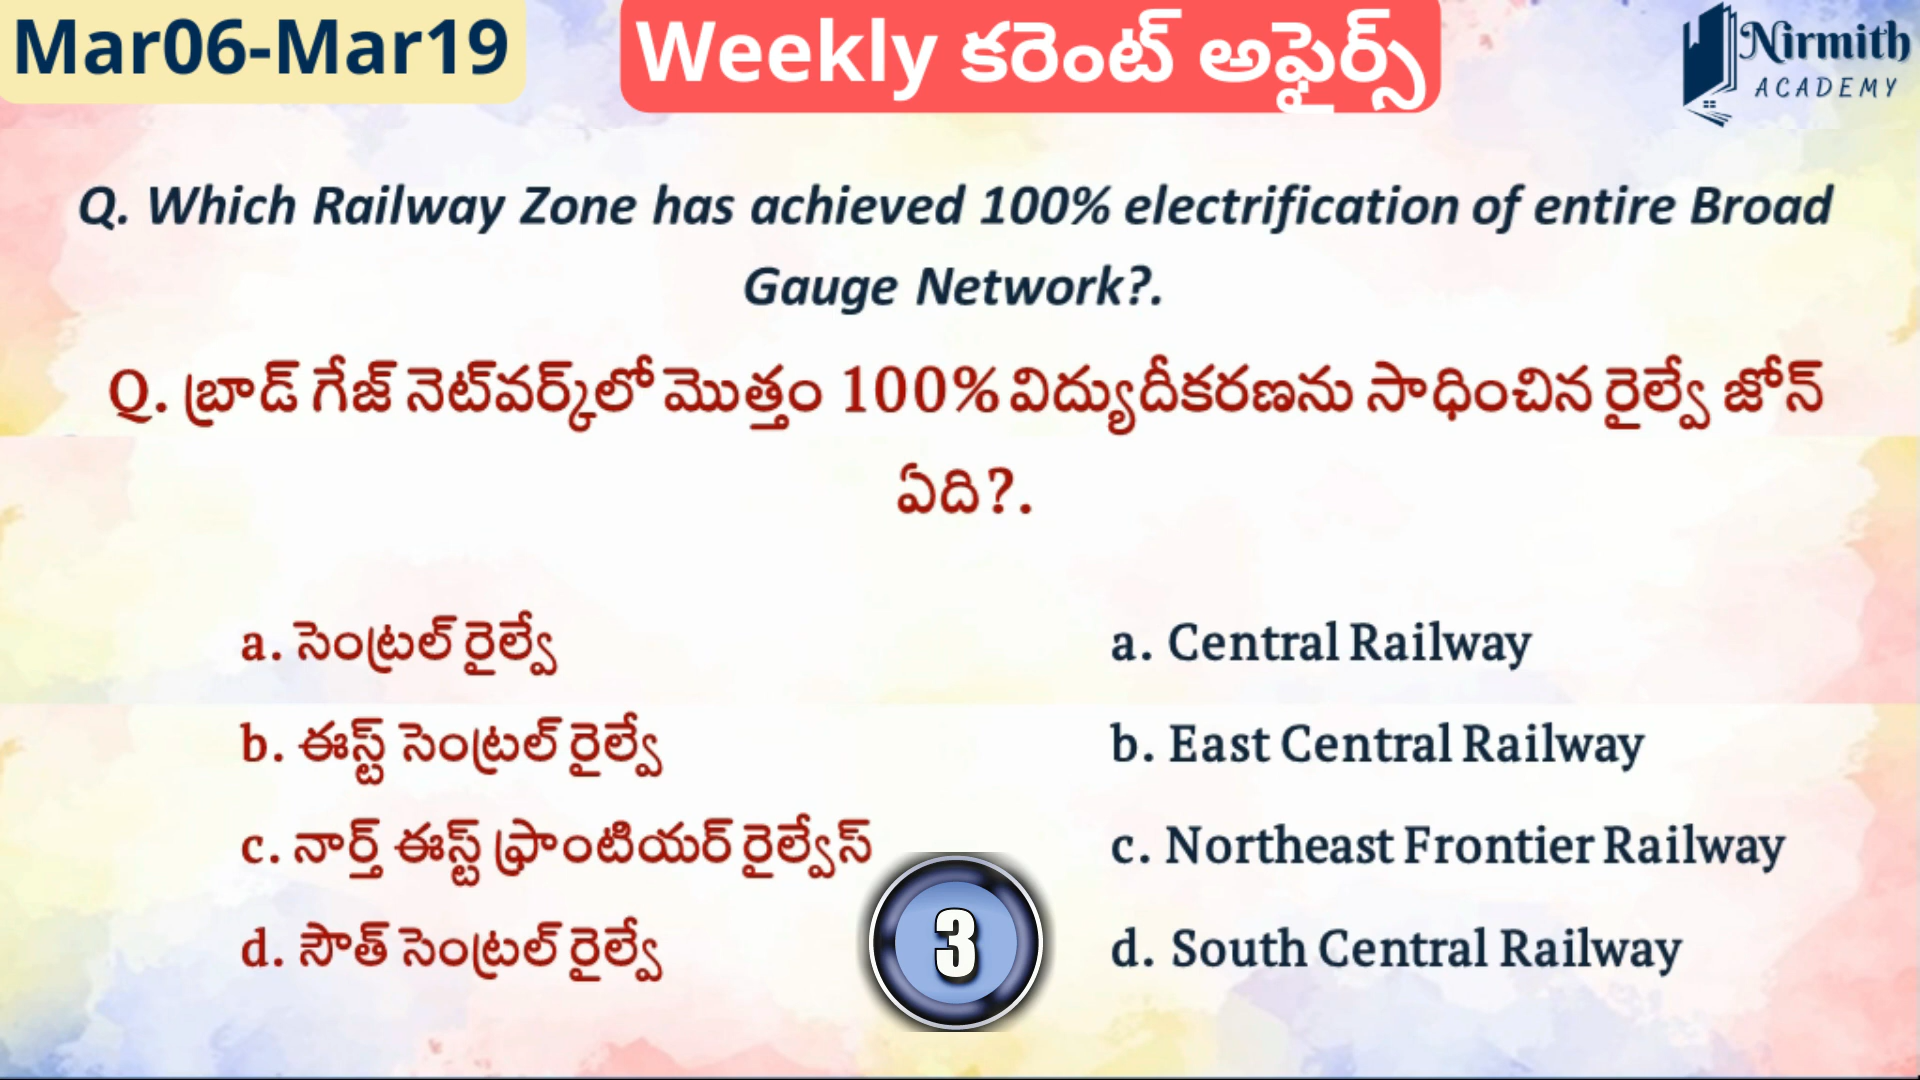 Mar06-Mar19
Weekly కరెంట్ అఫైర్స్
Nirmith
ACADEMY
Q. Which Railway Zone has achieved 100% electrification of entire Broad
Gauge Network?.
Q. బ్రాడ్ గేజ్ నెట్‌వర్క్‌లో మొత్తం 100% విద్యుదీకరణను సాధించిన రైల్వే జోన్
ఏది?.
a. సెంట్రల్ రైల్వే
b. ఈస్ట్ సెంట్రల్ రైల్వే
c. నార్త్ ఈస్ట్ ఫ్రాంటియర్ రైల్వేస్
d. సౌత్ సెంట్రల్ రైల్వే
a. Central Railway
b. East Central Railway
c. Northeast Frontier Railway
d. South Central Railway
3